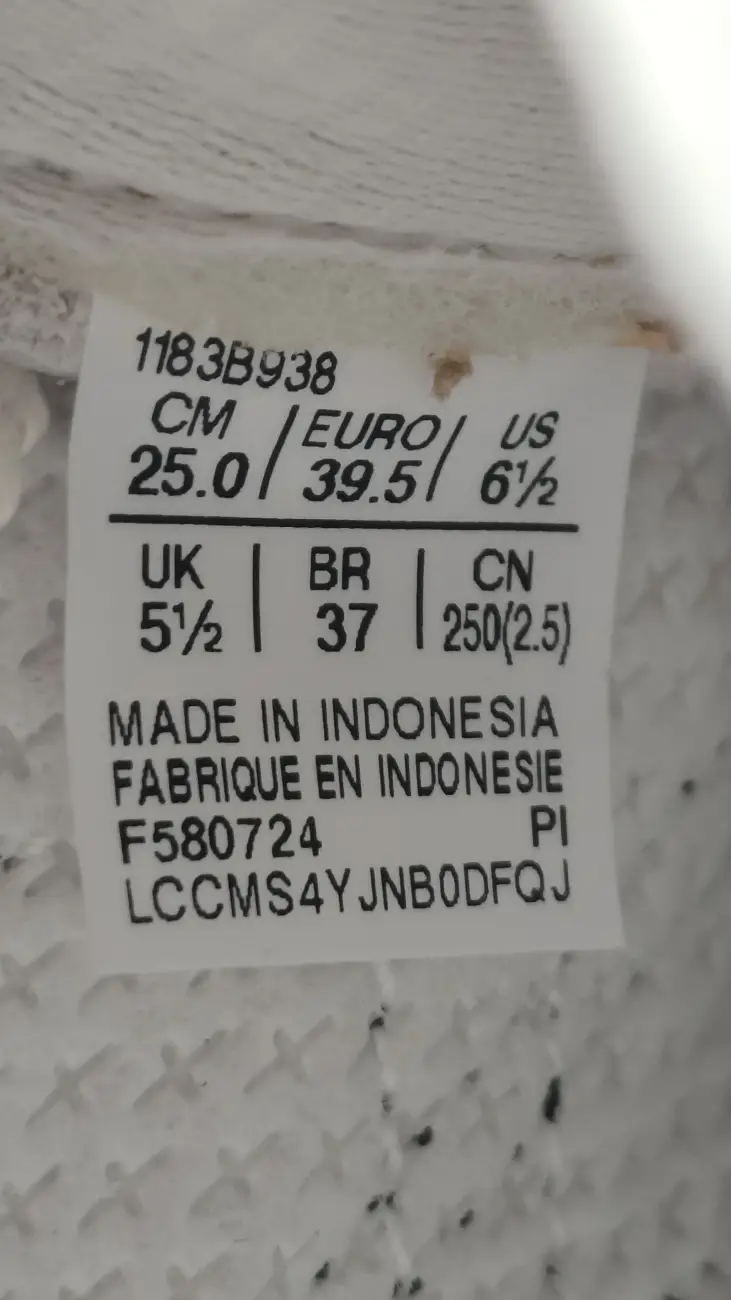 1183B938
CM / EURO / US
25.0 / 39.5 / 6½
UK | BR | CN
5½ | 37 | 250(2.5)
MADE IN INDONESIA
FABRIQUE EN INDONESIE
F580724 PI
LCCMS4YJNB0DFQJ